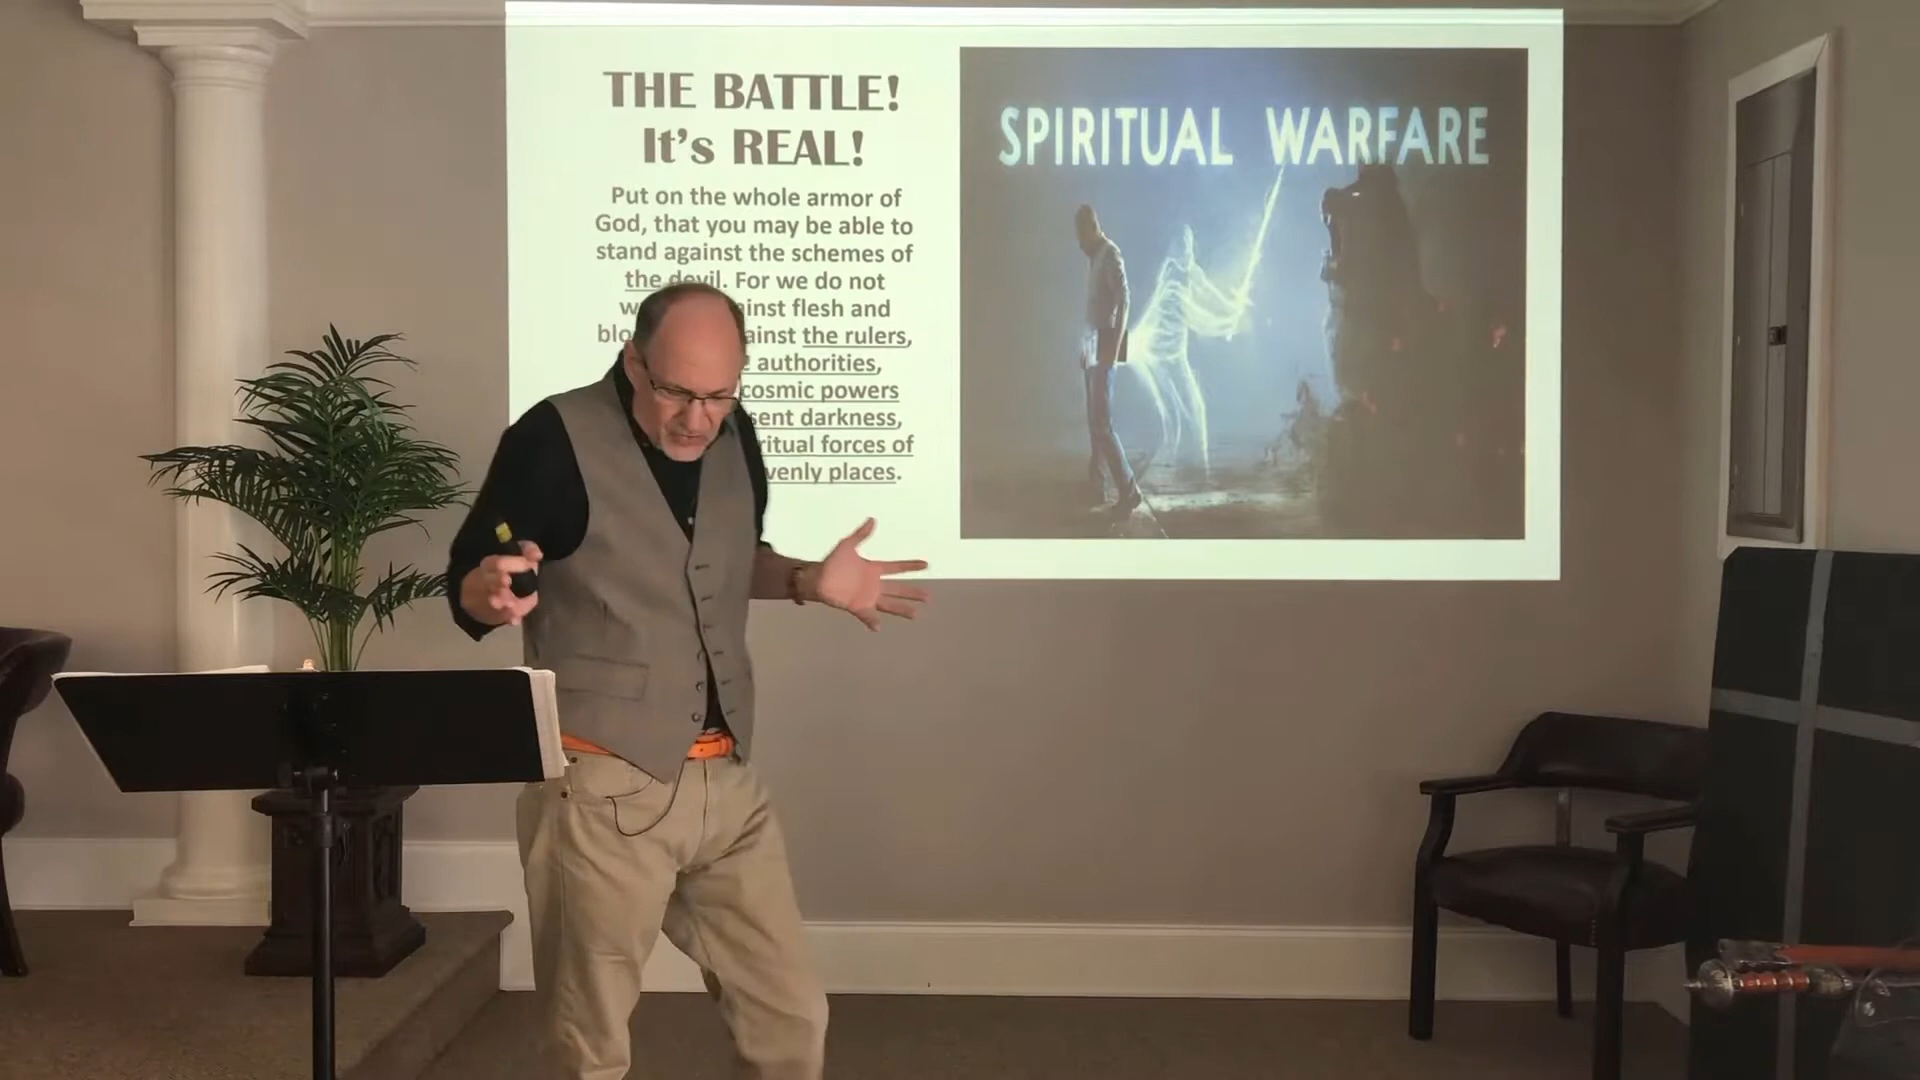 THE BATTLE!
It's REAL!
Put on the whole armor of
God, that you may be able to
stand against the schemes of
the devil. For we do not
flesh and
the rulers,
authorities,
cosmic powers
darkness,
forces of
places.
SPIRITUAL WARFARE